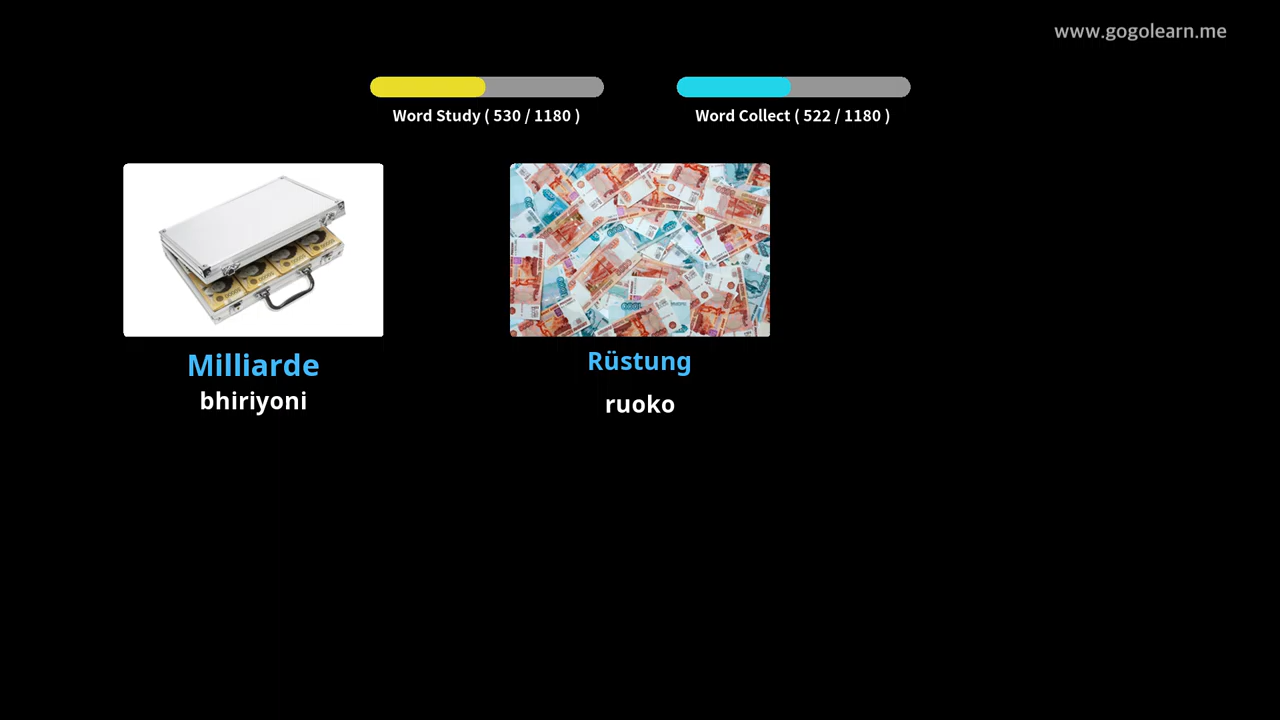 www.gogolearn.me
Word Study ( 530 / 1180 )
Word Collect ( 522 / 1180 )
Milliarde
bhiriyoni
Rüstung
ruoko